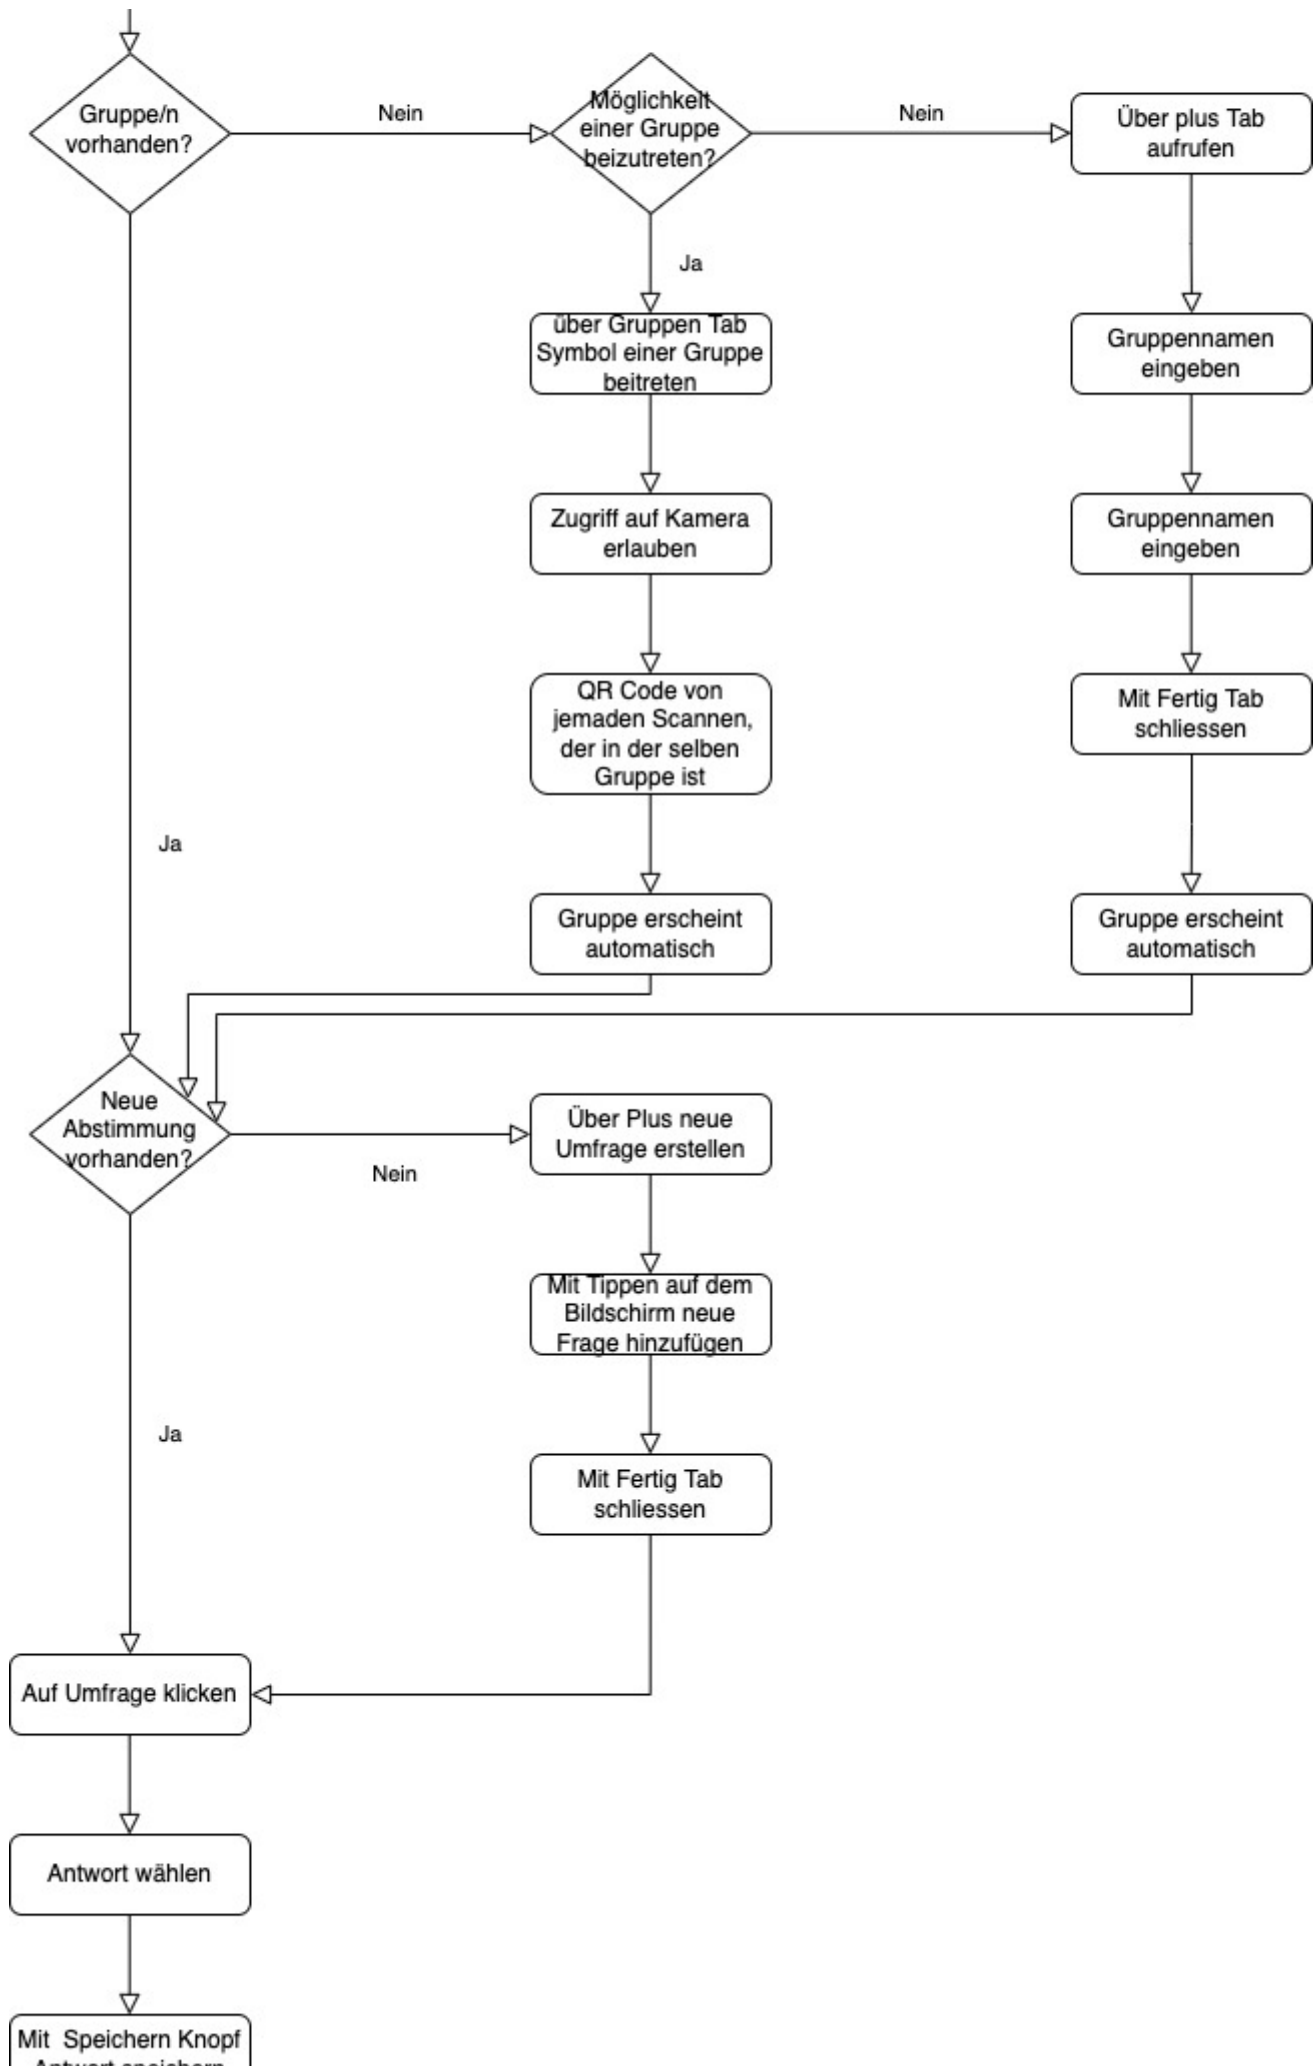 Gruppe/n
vorhanden?
Nein
Möglichkeit
einer Gruppe
beizutreten?
Nein
Über plus Tab
aufrufen
Ja
über Gruppen Tab
Symbol einer Gruppe
beitreten
Gruppennamen
eingeben
Zugriff auf Kamera
erlauben
Gruppennamen
eingeben
QR Code von
jemaden Scannen,
der in der selben
Gruppe ist
Mit Fertig Tab
schliessen
Ja
Gruppe erscheint
automatisch
Gruppe erscheint
automatisch
Neue
Abstimmung
vorhanden?
Nein
Über Plus neue
Umfrage erstellen
Mit Tippen auf dem
Bildschirm neue
Frage hinzufügen
Ja
Mit Fertig Tab
schliessen
Auf Umfrage klicken
Antwort wählen
Mit Speichern Knopf
Antwort speichern